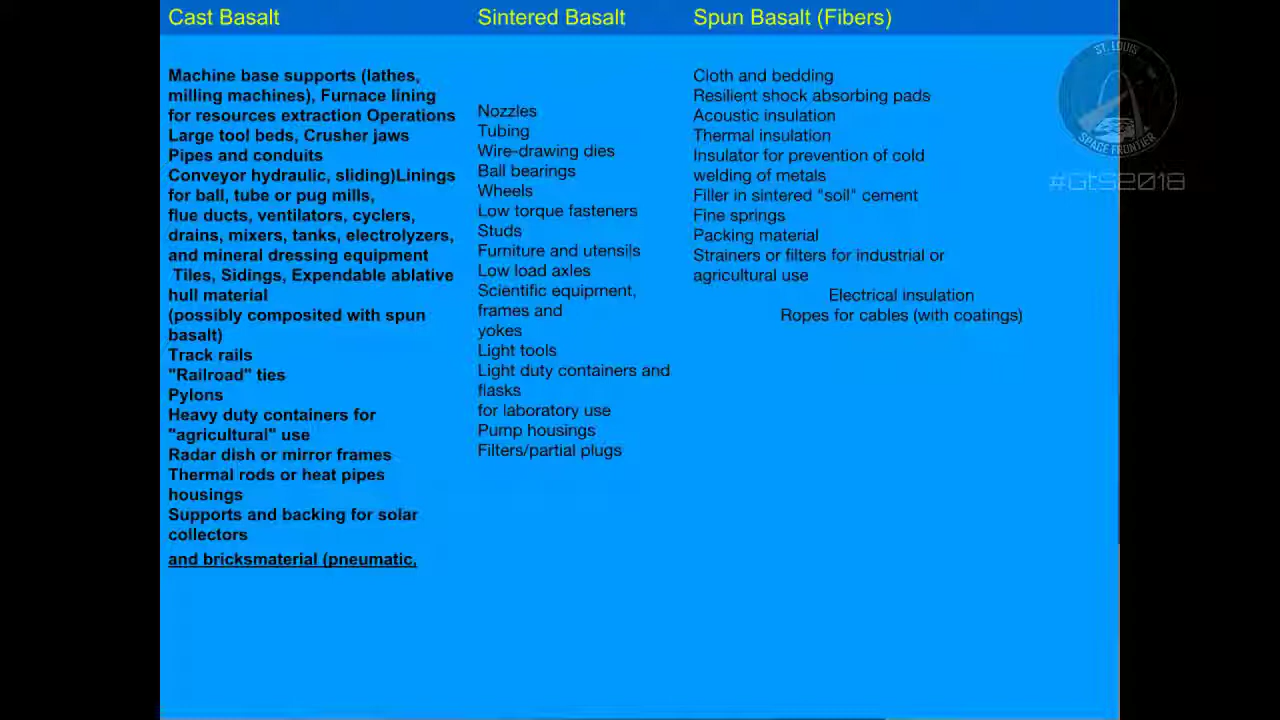 Cast Basalt
Machine base supports (lathes,
milling machines), Furnace lining
for resources extraction Operations
Large tool beds, Crusher jaws
Pipes and conduits
Conveyor hydraulic, sliding)Linings
for ball, tube or pug mills,
flue ducts, ventilators, cyclers,
drains, mixers, tanks, electrolyzers,
and mineral dressing equipment
Tiles, Sidings, Expendable ablative
hull material
(possibly composited with spun
basalt)
Track rails
"Railroad" ties
Pylons
Heavy duty containers for
"agricultural" use
Radar dish or mirror frames
Thermal rods or heat pipes
housings
Supports and backing for solar
collectors
and bricksmaterial (pneumatic,
Sintered Basalt
Nozzles
Tubing
Wire-drawing dies
Ball bearings
Wheels
Low torque fasteners
Studs
Furniture and utensils
Low load axles
Scientific equipment,
frames and
yokes
Light tools
Light duty containers and
flasks
for laboratory use
Pump housings
Filters/partial plugs
Spun Basalt (Fibers)
Cloth and bedding
Resilient shock absorbing pads
Acoustic insulation
Thermal insulation
Insulator for prevention of cold
welding of metals
Filler in sintered "soil" cement
Fine springs
Packing material
Strainers or filters for industrial or
agricultural use
Electrical insulation
Ropes for cables (with coatings)
ST. LOUIS
SPACE FRONTIER
#GtS2018